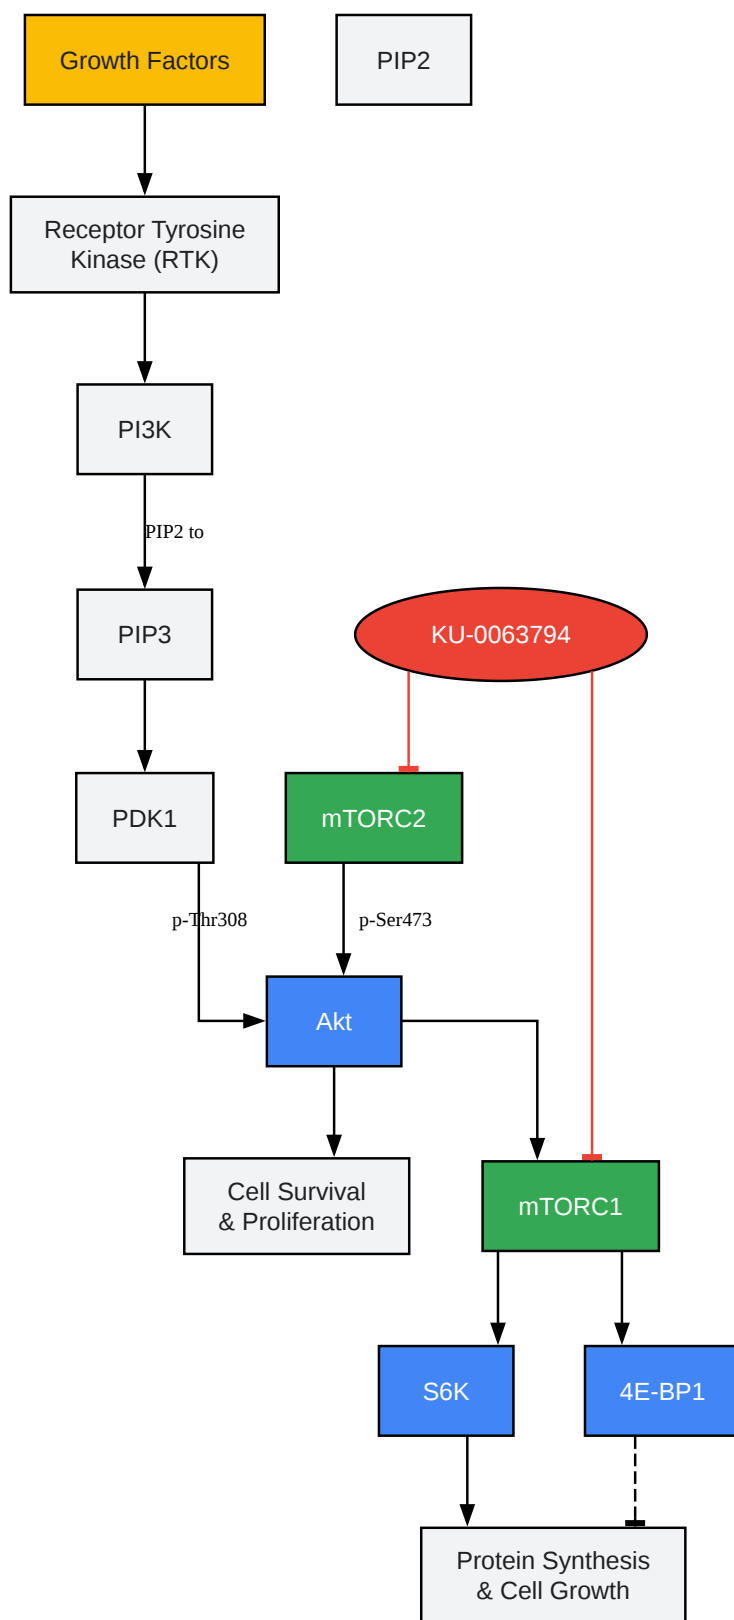 Growth Factors
PIP2
Receptor Tyrosine
Kinase (RTK)
PI3K
PIP2 to
PIP3
KU-0063794
PDK1
mTORC2
p-Thr308
p-Ser473
Akt
Cell Survival
& Proliferation
mTORC1
S6K
4E-BP1
Protein Synthesis
& Cell Growth